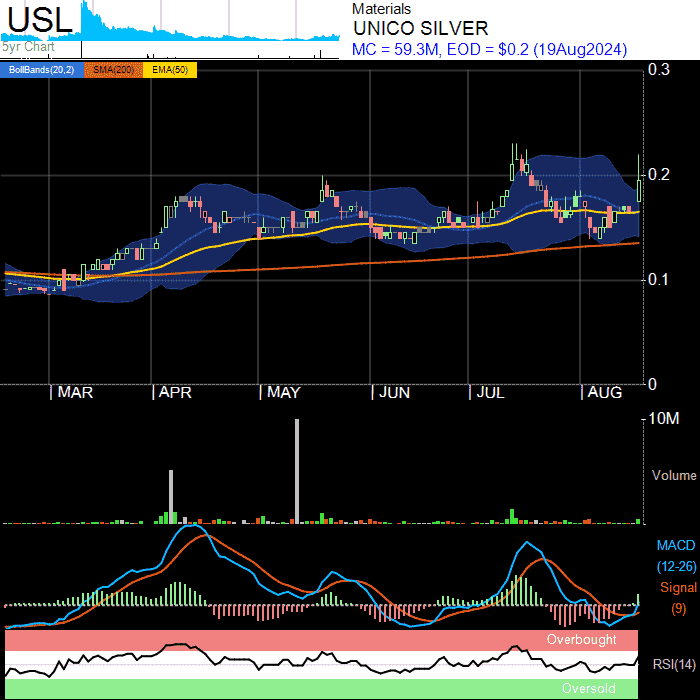 USL
5yr Chart
Materials
UNICO SILVER
MC = 59.3M, EOD = $0.2 (19Aug2024)
BollBands(20,2) SMA(200) EMA(50)
0.3
0.2
0.1
0
MAR APR MAY JUN JUL AUG
10M
Volume
MACD
(12-26)
Signal
(9)
Overbought
RSI(14)
Oversold